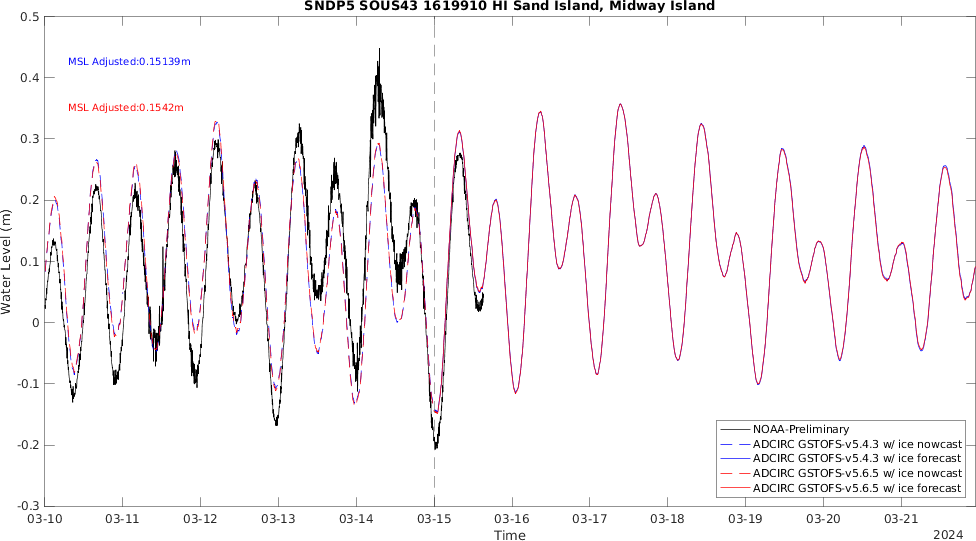 SNDP5 SOUS43 1619910 HI Sand Island, Midway Island
0.5
MSL Adjusted:0.15139m
0.4
MSL Adjusted:0.1542m
0.3
0.2
0.1
0
-0.1
-0.2
-0.3
Water Level (m)
NOAA-Preliminary
ADCIRC GSTOFS-v5.4.3 w/ ice nowcast
ADCIRC GSTOFS-v5.4.3 w/ ice forecast
ADCIRC GSTOFS-v5.6.5 w/ ice nowcast
ADCIRC GSTOFS-v5.6.5 w/ ice forecast
03-10 03-11 03-12 03-13 03-14 03-15 03-16 03-17 03-18 03-19 03-20 03-21
Time
2024